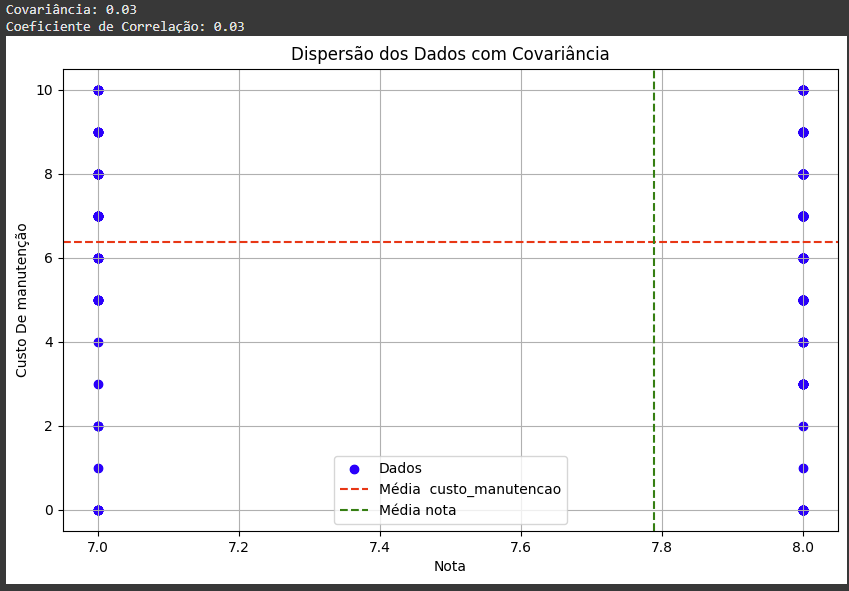 Covariância: 0.03
Coeficiente de Correlação: 0.03
Dispersão dos Dados com Covariância
10
8
6
4
2
0
Custo De manutenção
Dados
Média  custo_manutencao
Média nota
7.0 7.2 7.4 7.6 7.8 8.0
Nota